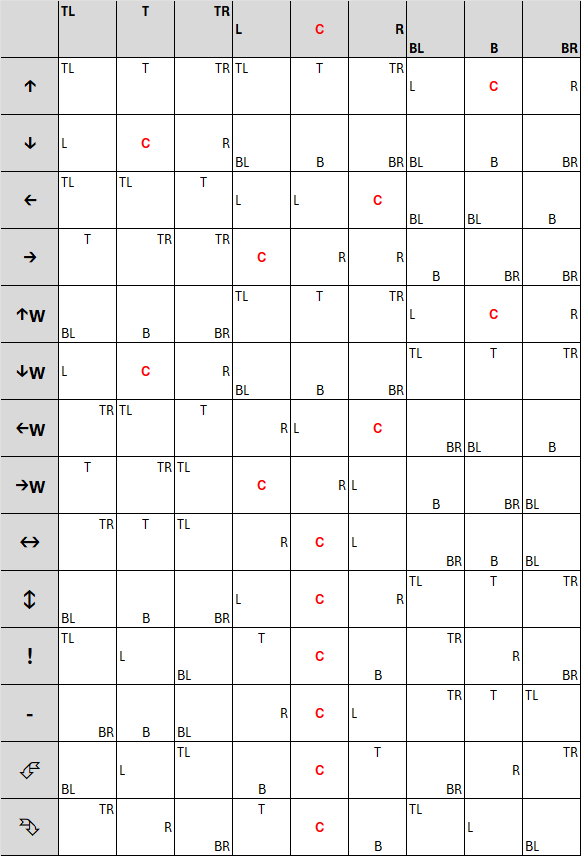 TL T TR L C R BL B BR
↑ TL T TR TL T TR L C R
↓ L C R BL B BR BL B BR
← TL TL T L L C BL BL B
→ T TR TR C R R B BR BR
↑W BL B BR TL T TR L C R
↓W L C R BL B BR TL T TR
←W TR TL T R L C BR BL B
→W T TR TL C R L B BR BL
↔ TR T TL R C L BR B BL
↕ BL B BR L C R TL T TR
! TL L BL T C B TR R BR
- BR B BL R C L TR T TL
BL L TL B C T BR R TR
TR R BR T C B TL L BL